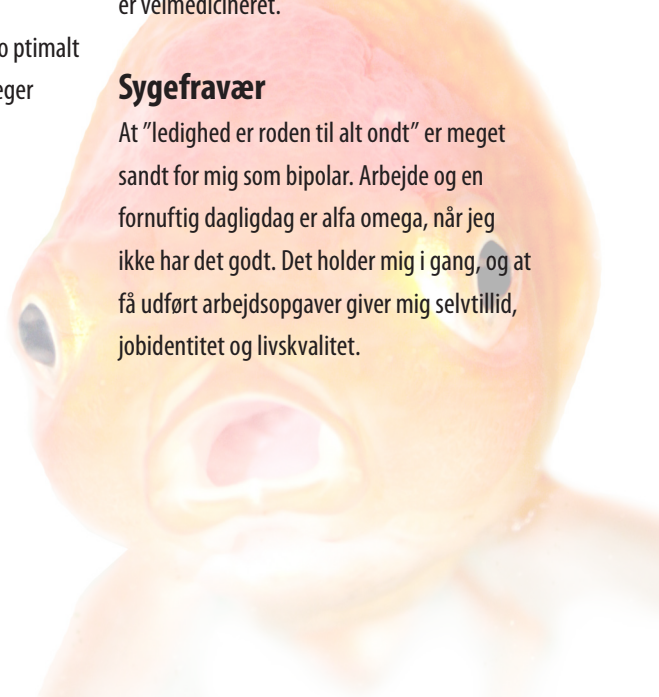 er velmedicineret.
o ptimalt
eger
Sygefravær
At ”ledighed er roden til alt ondt” er meget
sandt for mig som bipolar. Arbejde og en
fornuftig dagligdag er alfa omega, når jeg
ikke har det godt. Det holder mig i gang, og at
få udført arbejdsopgaver giver mig selvtillid,
jobidentitet og livskvalitet.